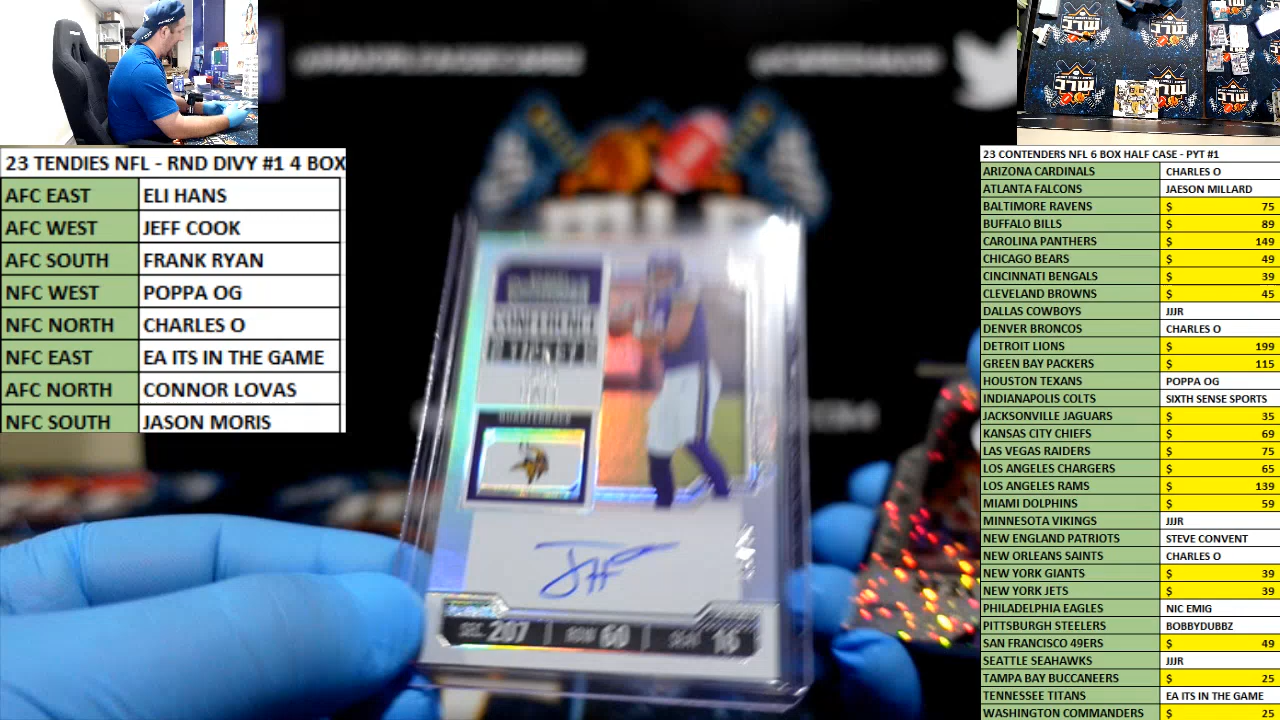 23 TENDIES NFL - RND DIVY #1 4 BOX
AFC EAST ELI HANS
AFC WEST JEFF COOK
AFC SOUTH FRANK RYAN
NFC WEST POPPA OG
NFC NORTH CHARLES O
NFC EAST EA ITS IN THE GAME
AFC NORTH CONNOR LOVAS
NFC SOUTH JASON MORIS
CONFERENCE
QUARTERBACK
SEC 207 ROW 60 SEAT 16
23 CONTENDERS NFL 6 BOX HALF CASE - PYT #1
ARIZONA CARDINALS CHARLES O
ATLANTA FALCONS JAESON MILLARD
BALTIMORE RAVENS $ 75
BUFFALO BILLS $ 89
CAROLINA PANTHERS $ 149
CHICAGO BEARS $ 49
CINCINNATI BENGALS $ 39
CLEVELAND BROWNS $ 45
DALLAS COWBOYS JJJR
DENVER BRONCOS CHARLES O
DETROIT LIONS $ 199
GREEN BAY PACKERS $ 115
HOUSTON TEXANS POPPA OG
INDIANAPOLIS COLTS SIXTH SENSE SPORTS
JACKSONVILLE JAGUARS $ 35
KANSAS CITY CHIEFS $ 69
LAS VEGAS RAIDERS $ 75
LOS ANGELES CHARGERS $ 65
LOS ANGELES RAMS $ 139
MIAMI DOLPHINS $ 59
MINNESOTA VIKINGS JJJR
NEW ENGLAND PATRIOTS STEVE CONVENT
NEW ORLEANS SAINTS CHARLES O
NEW YORK GIANTS $ 39
NEW YORK JETS $ 39
PHILADELPHIA EAGLES NIC EMIG
PITTSBURGH STEELERS BOBBYDUBBZ
SAN FRANCISCO 49ERS $ 49
SEATTLE SEAHAWKS JJJR
TAMPA BAY BUCCANEERS $ 25
TENNESSEE TITANS EA ITS IN THE GAME
WASHINGTON COMMANDERS $ 25